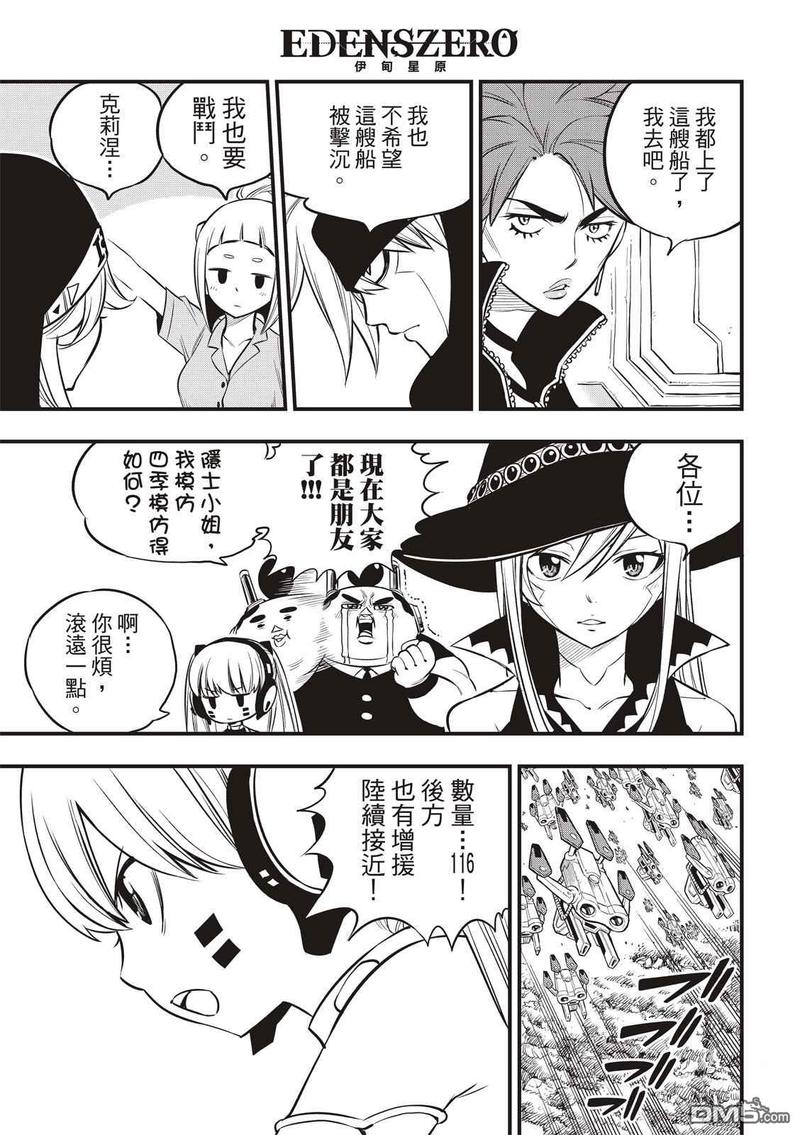 EDENSZERO
伊甸星原
我都上了
這艘船了，
我去吧。
我也
不希望
這艘船
被擊沉。
我也要
戰鬥。
克莉涅…
各位…
現在大家
都是朋友
了!!!
隱士小姐，
我模仿
四季模仿得
如何？
啊…
你很煩，
滾遠一點。
數量…116！
後方
也有增援
陸續接近！
DM5.com